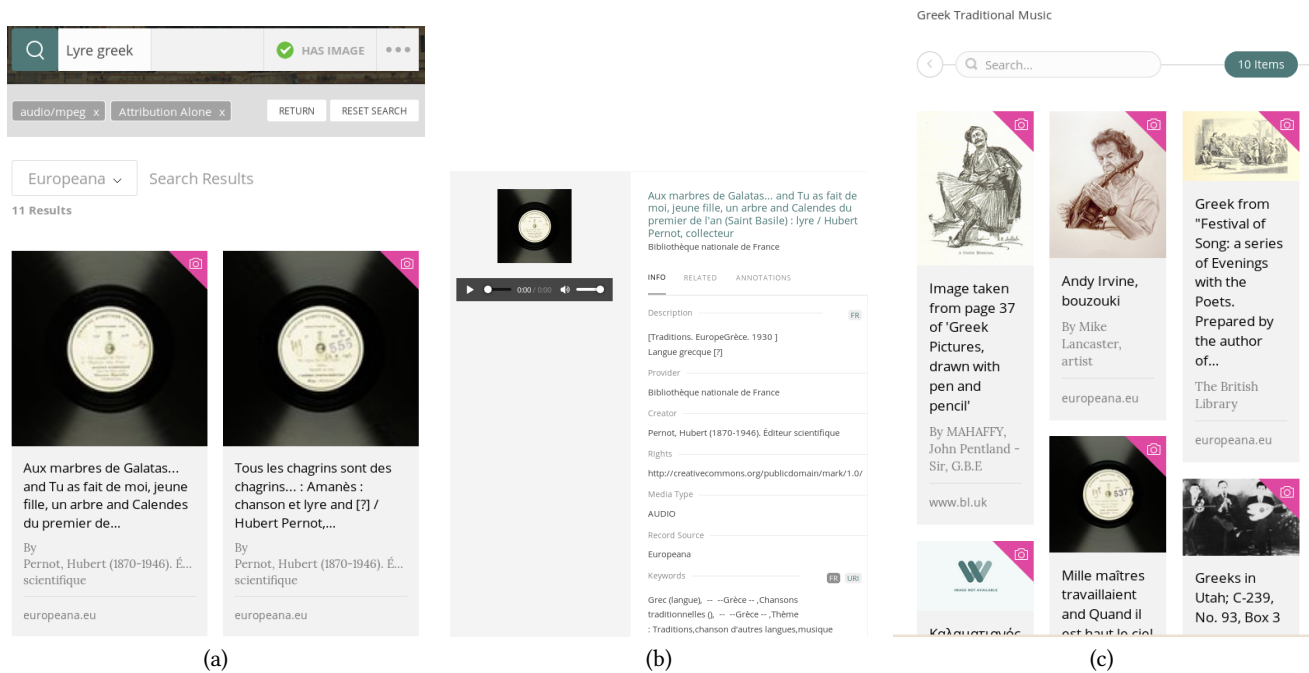 Lyre greek
HAS IMAGE
audio/mpeg x
Attribution Alone x
RETURN
RESET SEARCH
Europeana
Search Results
11 Results
Aux marbres de Galatas...
and Tu as fait de moi, jeune
fille, un arbre and Calendes
du premier de...
By
Pernot, Hubert (1870-1946). É...
scientifique
europeana.eu
Tous les chagrins sont des
chagrins... : Amanès :
chanson et lyre and [?] /
Hubert Pernot,...
By
Pernot, Hubert (1870-1946). É...
scientifique
europeana.eu
(a)
Aux marbres de Galatas... and Tu as fait de
moi, jeune fille, un arbre and Calendes du
premier de l'an (Saint Basile) : lyre / Hubert
Pernot, collecteur
Bibliothèque nationale de France
0:00 / 0:00
INFO
RELATED
ANNOTATIONS
Description
FR
[Traditions. EuropeGrèce. 1930 ]
Langue grecque [?]
Provider
Bibliothèque nationale de France
Creator
Pernot, Hubert (1870-1946). Éditeur scientifique
Rights
http://creativecommons.org/publicdomain/mark/1.0/
Media Type
AUDIO
Record Source
Europeana
Keywords
FR URI
Grec (langue), -- --Grèce -- ,Chansons
traditionnelles (), -- --Grèce -- ,Thème
: Traditions,chanson d'autres langues,musique
(b)
Greek Traditional Music
Search...
10 Items
Image taken
from page 37
of 'Greek
Pictures,
drawn with
pen and
pencil'
By MAHAFFY,
John Pentland -
Sir, G.B.E
www.bl.uk
IMAGE NOT AVAILABLE
Καλαματιανός
Andy Irvine,
bouzouki
By Mike
Lancaster,
artist
europeana.eu
537
Mille maîtres
travaillaient
and Quand il
est haut le ciel
Greek from
"Festival of
Song: a series
of Evenings
with the
Poets.
Prepared by
the author
of...
The British
Library
europeana.eu
Greeks in
Utah; C-239,
No. 93, Box 3
(c)